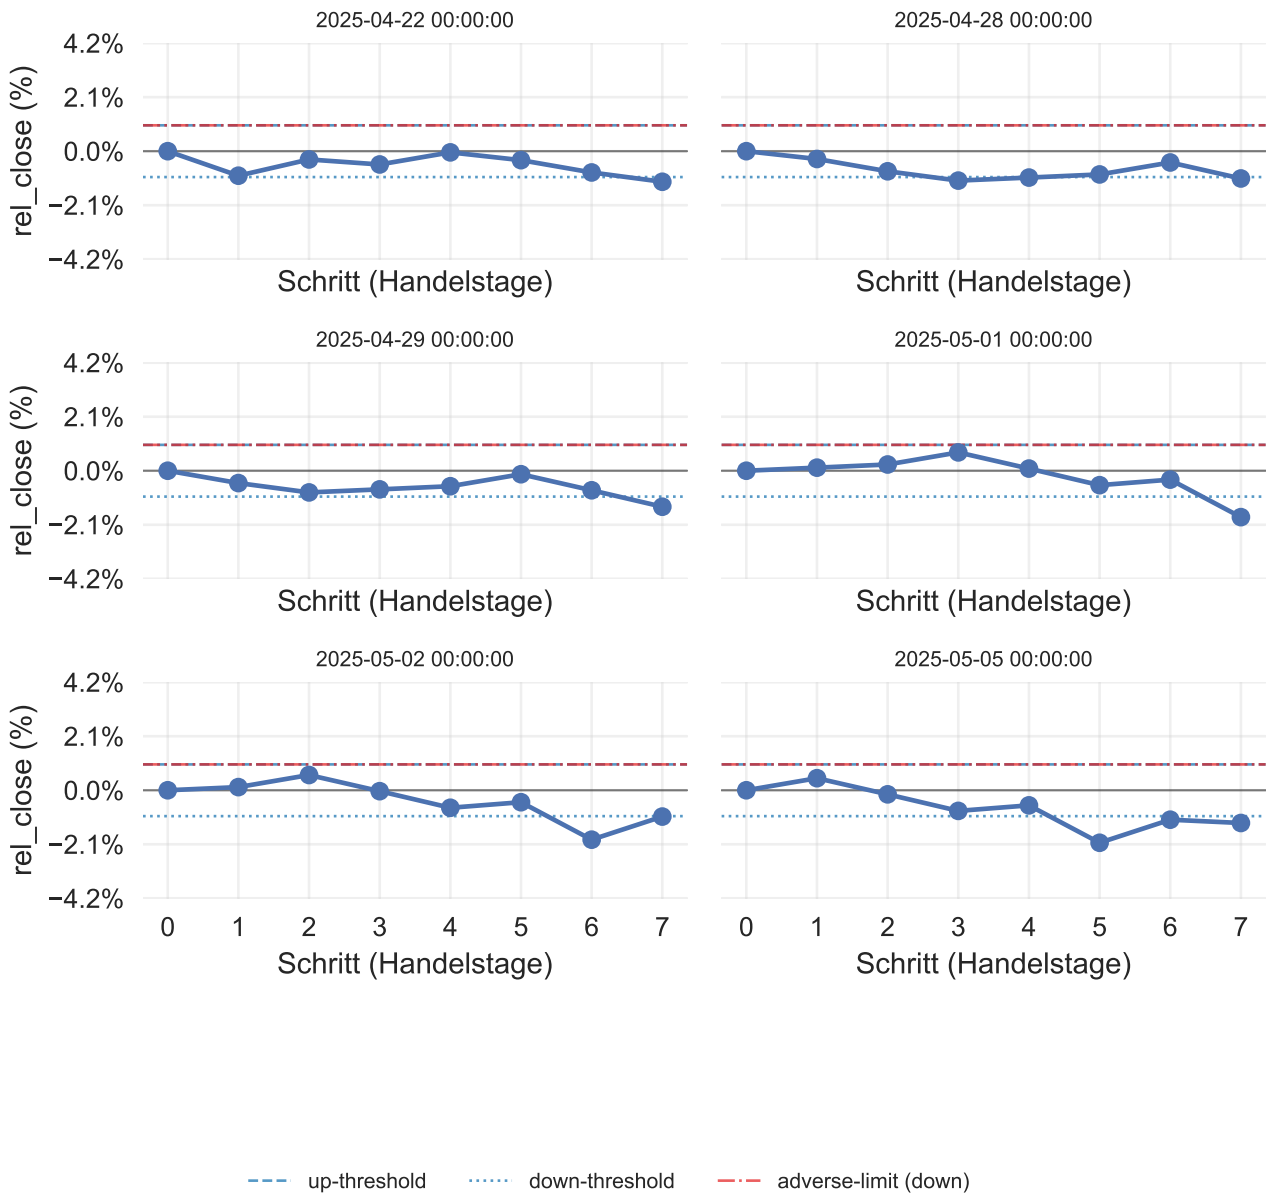 2025-04-22 00:00:00
2025-04-28 00:00:00
rel_close (%)
4.2%
2.1%
0.0%
−2.1%
−4.2%
Schritt (Handelstage)
Schritt (Handelstage)
2025-04-29 00:00:00
2025-05-01 00:00:00
rel_close (%)
4.2%
2.1%
0.0%
−2.1%
−4.2%
Schritt (Handelstage)
Schritt (Handelstage)
2025-05-02 00:00:00
2025-05-05 00:00:00
rel_close (%)
4.2%
2.1%
0.0%
−2.1%
−4.2%
0 1 2 3 4 5 6 7
0 1 2 3 4 5 6 7
Schritt (Handelstage)
Schritt (Handelstage)
up-threshold
down-threshold
adverse-limit (down)